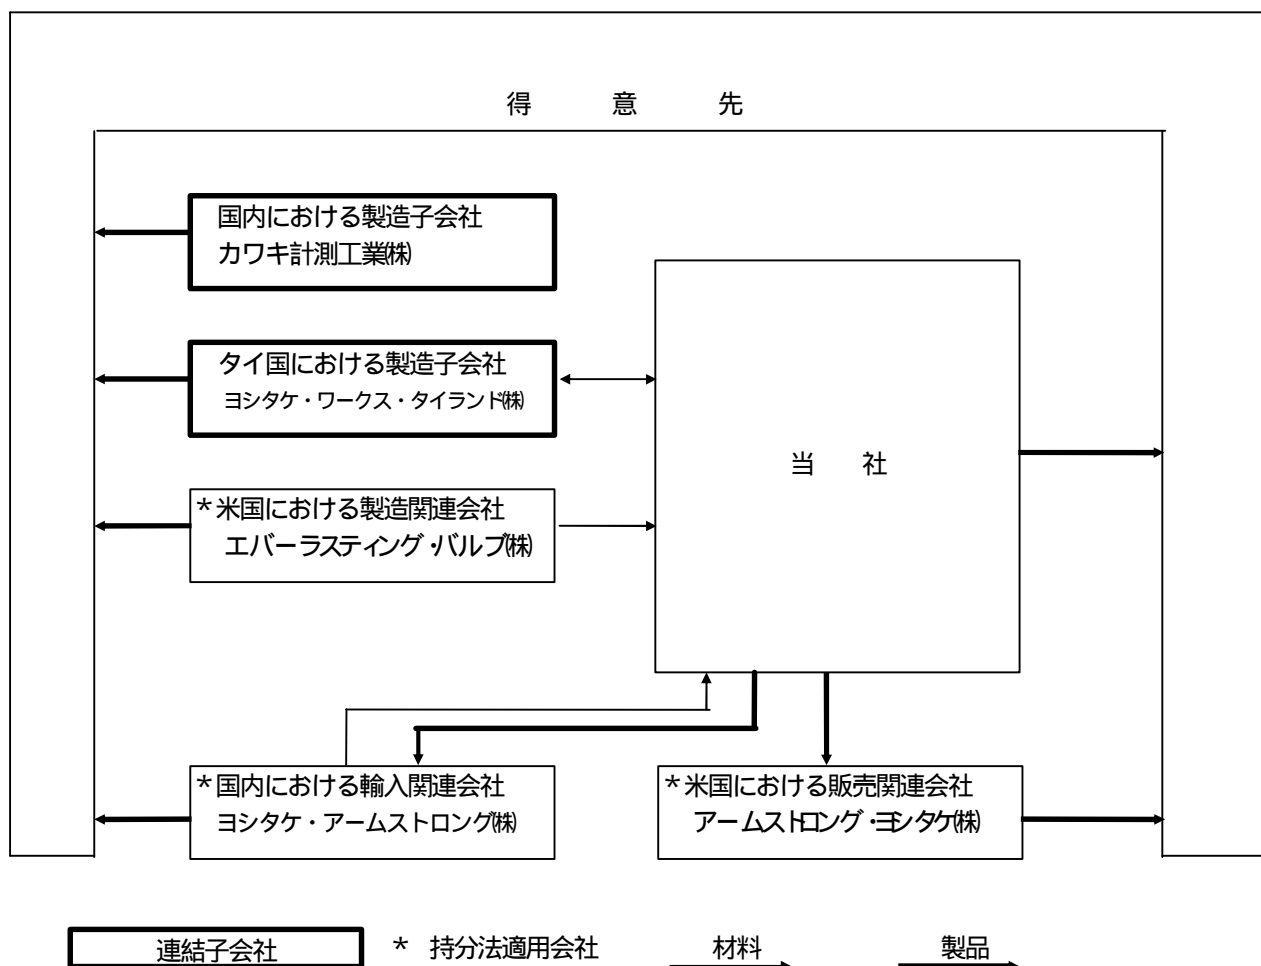 得 意 先
国内における製造子会社
カワキ計測工業㈱
タイ国における製造子会社
ヨシタケ・ワークス・タイランド㈱
当 社
*米国における製造関連会社
エバーラスティング・バルブ㈱
*国内における輸入関連会社
ヨシタケ・アームストロング㈱
*米国における販売関連会社
アームストロング・ヨシタケ㈱
連結子会社 * 持分法適用会社 材料 製品